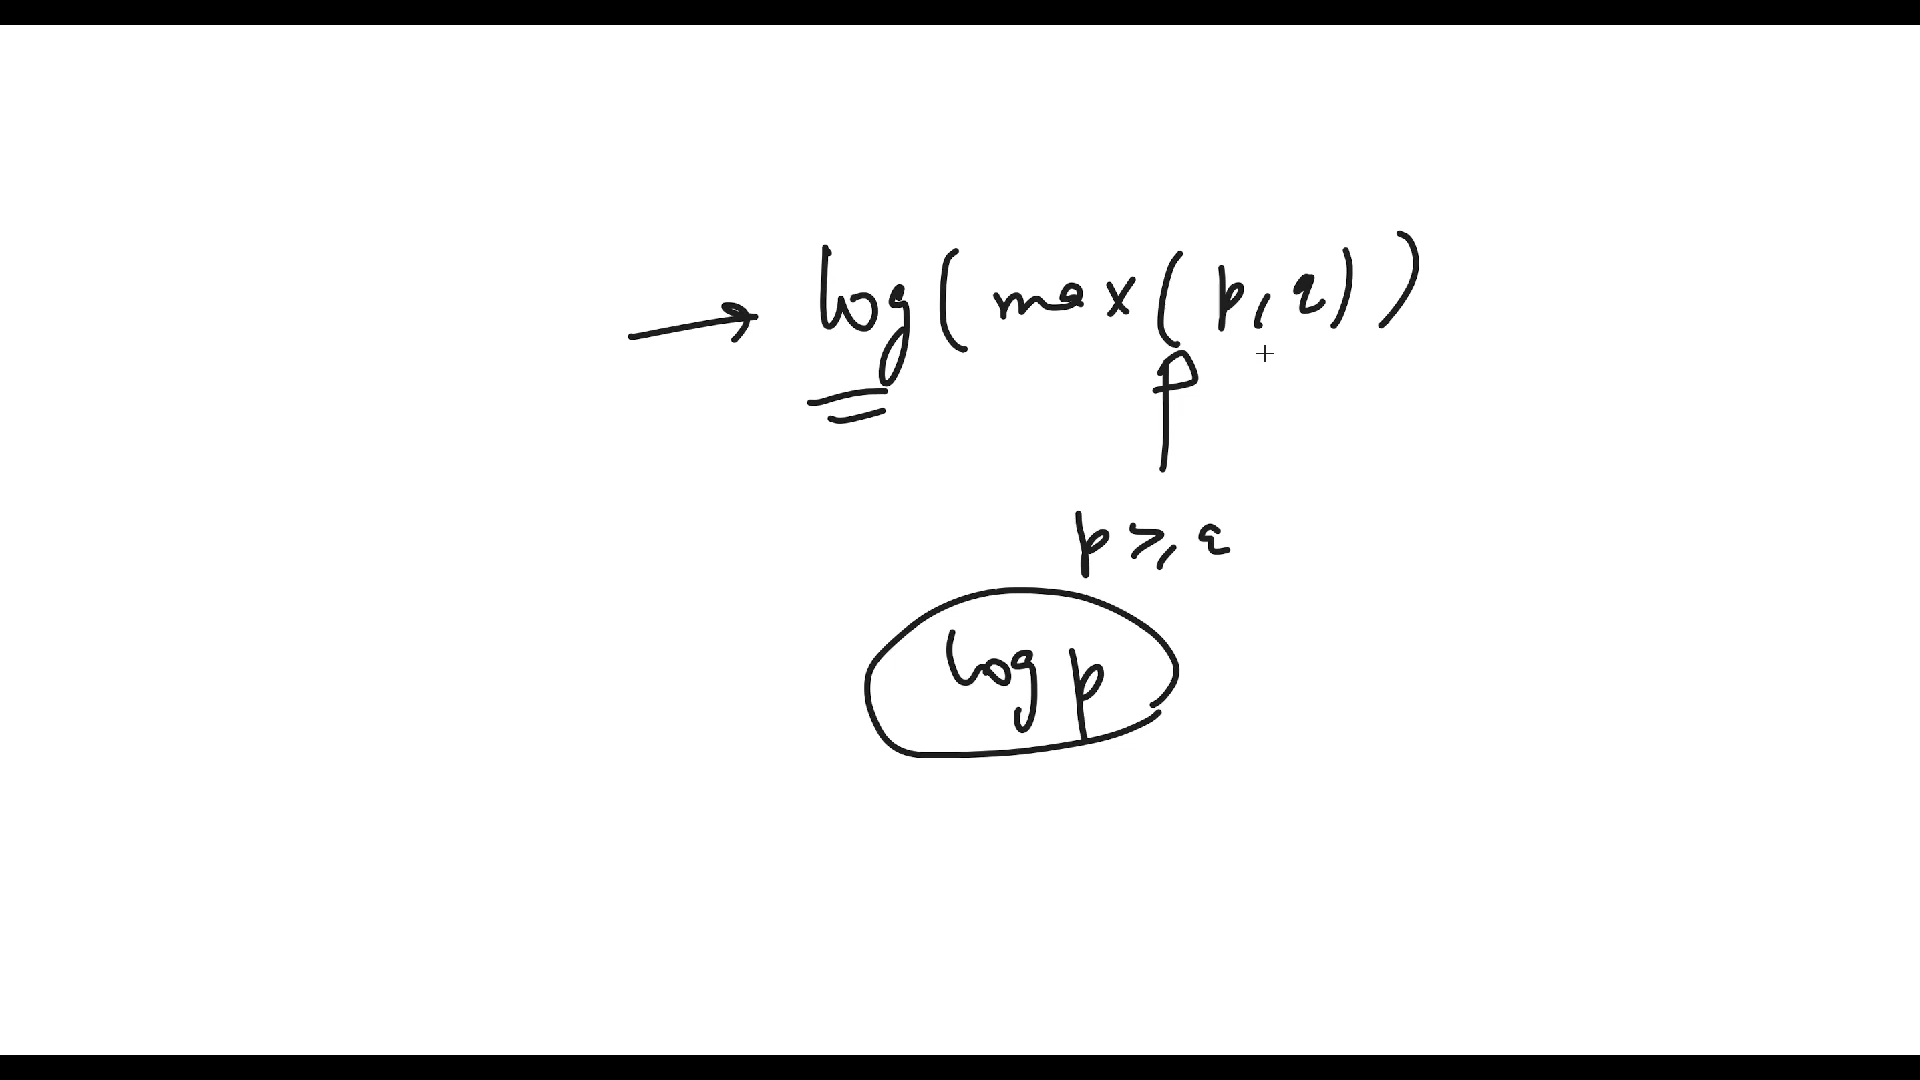 → log(max(p,q))
p
p ≥ q
log p